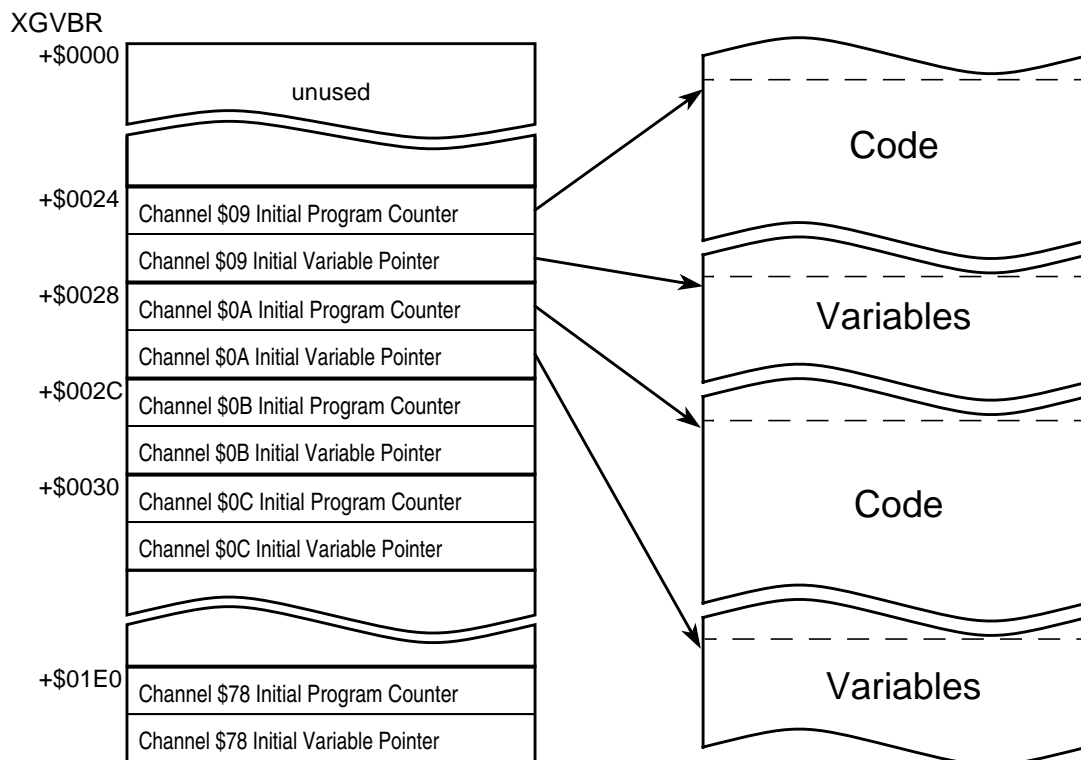 XGVBR
+$0000
unused
+$0024
Channel $09 Initial Program Counter
Channel $09 Initial Variable Pointer
+$0028
Channel $0A Initial Program Counter
Channel $0A Initial Variable Pointer
+$002C
Channel $0B Initial Program Counter
Channel $0B Initial Variable Pointer
+$0030
Channel $0C Initial Program Counter
Channel $0C Initial Variable Pointer
+$01E0
Channel $78 Initial Program Counter
Channel $78 Initial Variable Pointer
Code
Variables
Code
Variables